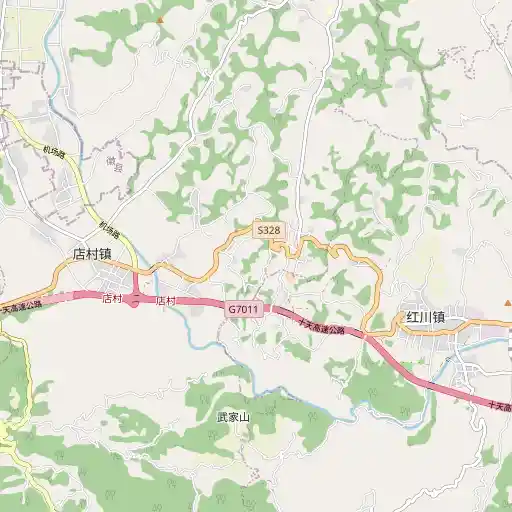 机场路
徽县
机场路
S328
店村镇
店村
店村
十天高速公路
G7011
十天高速公路
红川镇
十天高
武家山